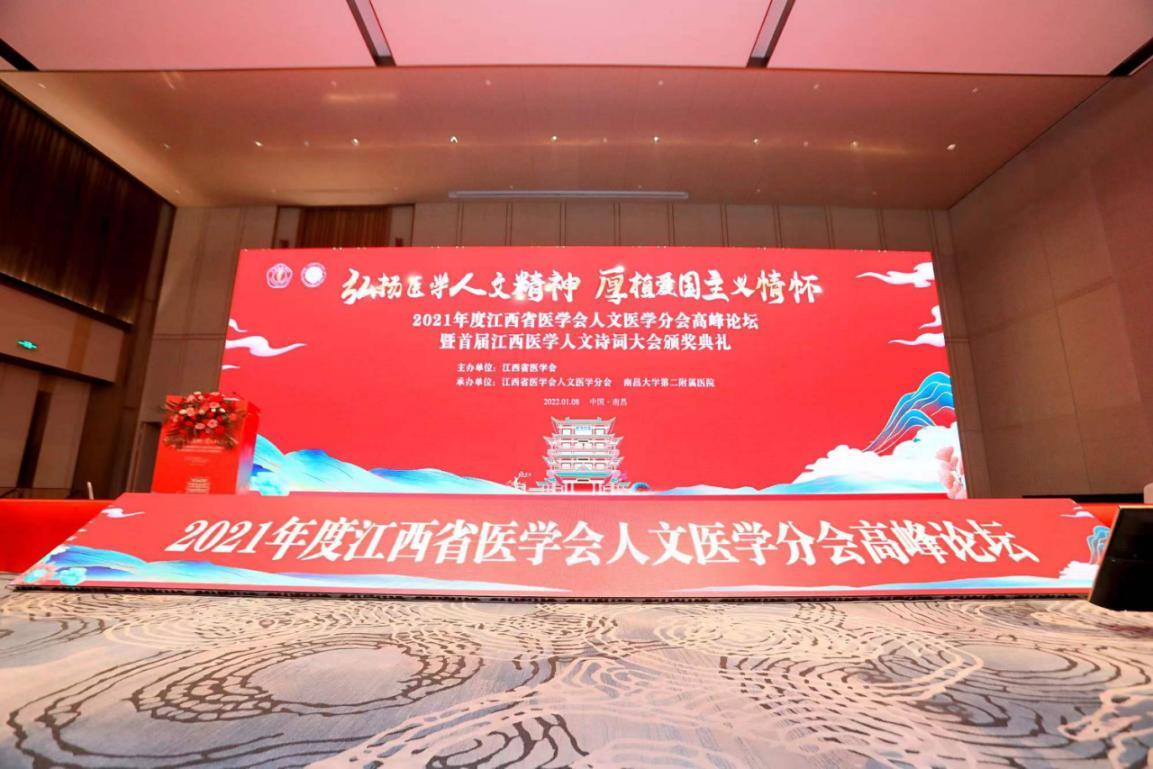 弘扬医学人文精神 厚植爱国主义情怀
2021年度江西省医学会人文医学分会高峰论坛
暨首届江西医学人文诗词大会颁奖典礼
主办单位：江西省医学会
承办单位：江西省医学会人文医学分会 南昌大学第二附属医院
2022.01.08 中国·南昌
2021年度江西省医学会人文医学分会高峰论坛